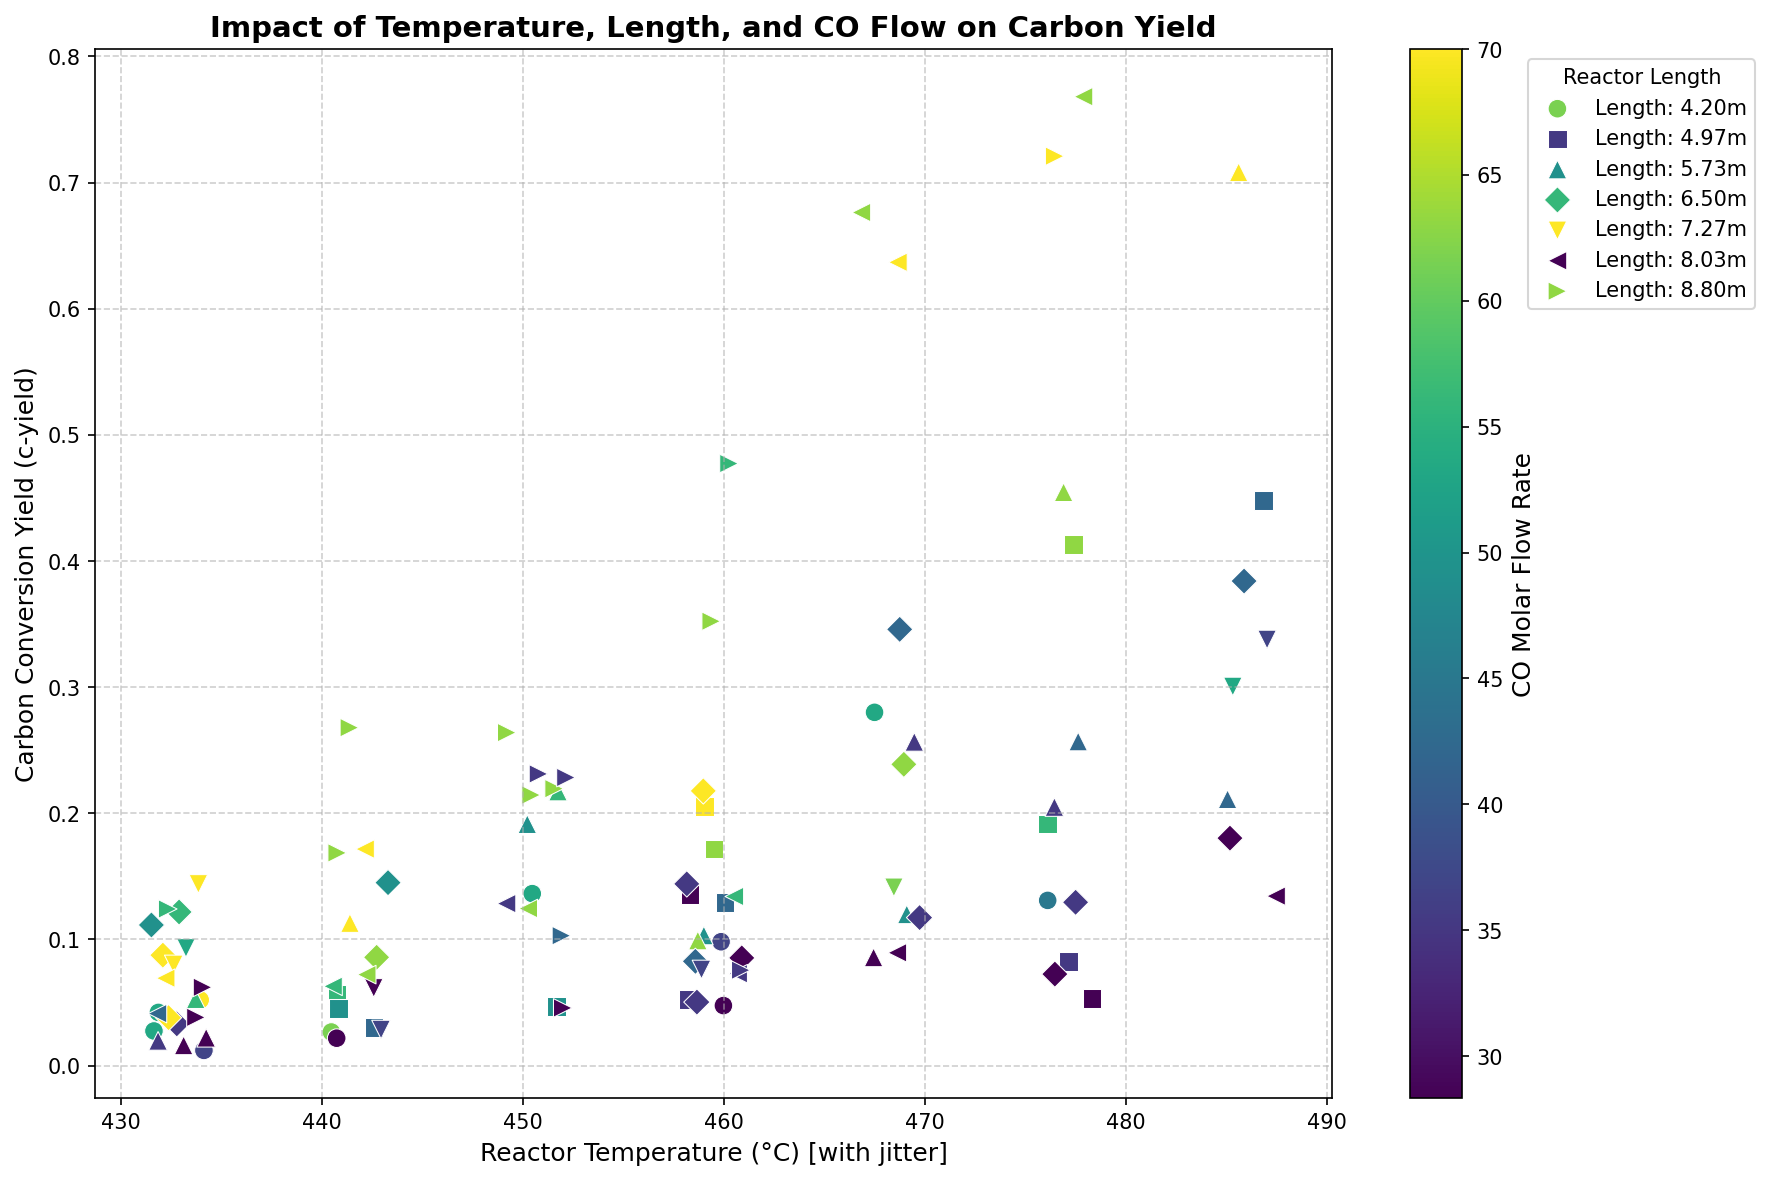 Impact of Temperature, Length, and CO Flow on Carbon Yield
Carbon Conversion Yield (c-yield)
0.8
0.7
0.6
0.5
0.4
0.3
0.2
0.1
0.0
430 440 450 460 470 480 490
Reactor Temperature (°C) [with jitter]
70
65
60
55
50
45
40
35
30
CO Molar Flow Rate
Reactor Length
Length: 4.20m
Length: 4.97m
Length: 5.73m
Length: 6.50m
Length: 7.27m
Length: 8.03m
Length: 8.80m